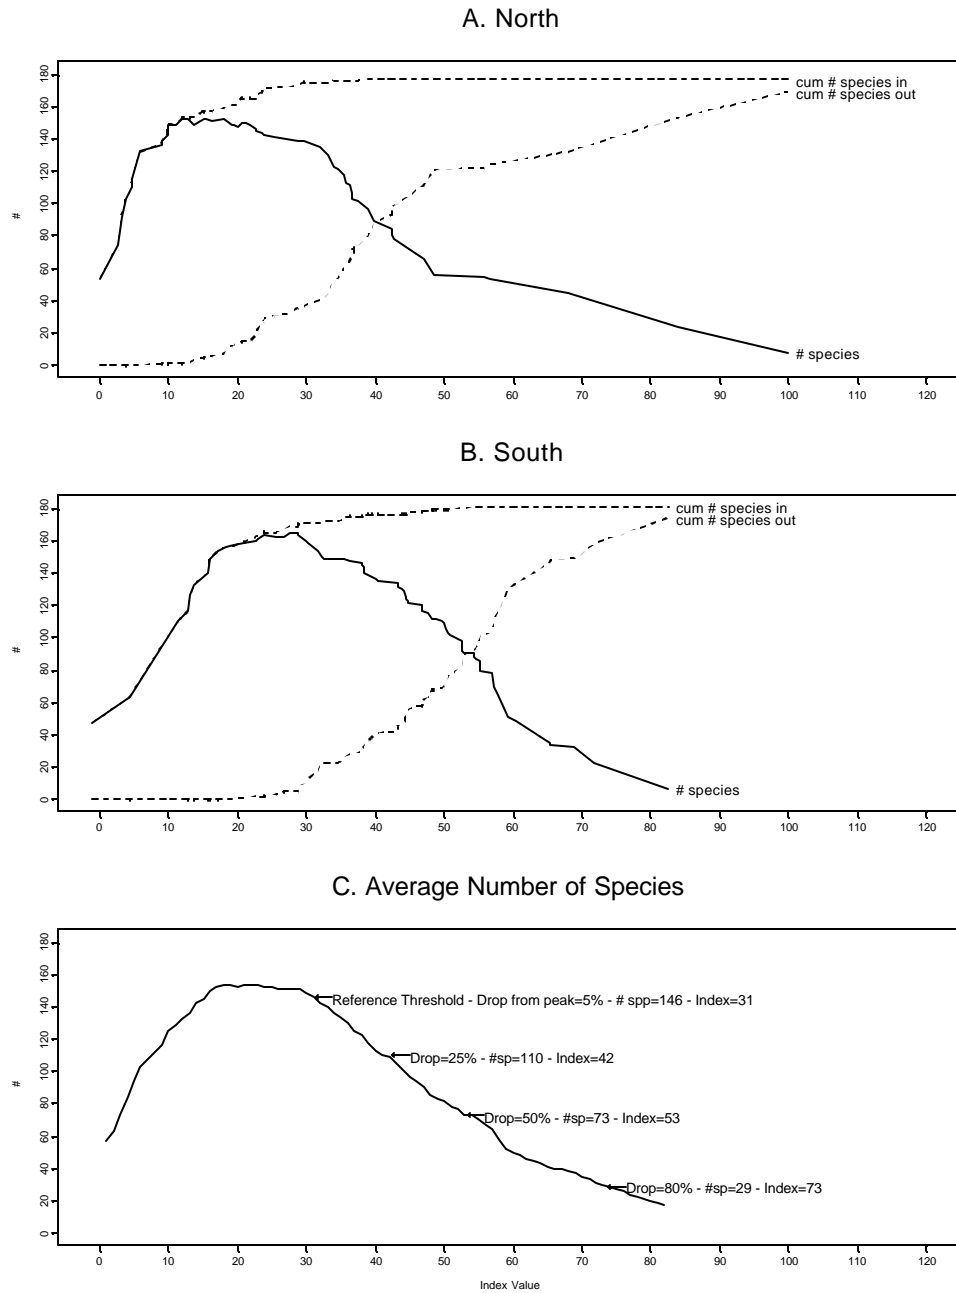 A. North
180
160
140
120
100
80
60
40
20
0
#
cum # species in
cum # species out
# species
0 10 20 30 40 50 60 70 80 90 100 110 120
B. South
180
160
140
120
100
80
60
40
20
0
#
cum # species in
cum # species out
# species
0 10 20 30 40 50 60 70 80 90 100 110 120
C. Average Number of Species
180
160
140
120
100
80
60
40
20
0
#
Reference Threshold - Drop from peak=5% - # spp=146 - Index=31
Drop=25% - #sp=110 - Index=42
Drop=50% - #sp=73 - Index=53
Drop=80% - #sp=29 - Index=73
0 10 20 30 40 50 60 70 80 90 100 110 120
Index Value